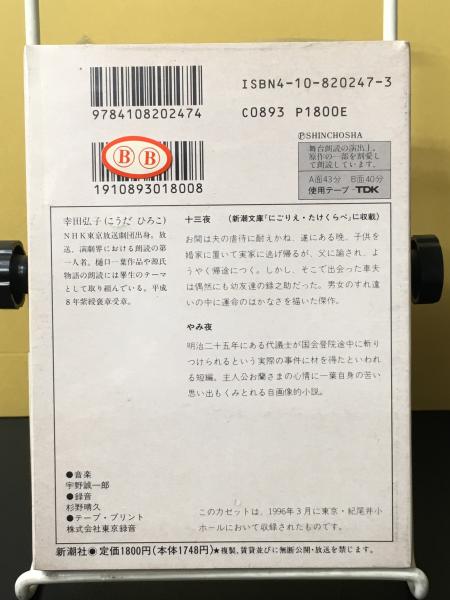 ISBN4-10-820247-3
9784108202474
C0893 P1800E
ⓅSHINCHOSHA
舞台朗読の演出上、
原作の一部を割愛して
朗読しています。
A面43分 B面40分
使用テープ・TDK
B B
1910893018008
幸田弘子(こうだ ひろこ)
NHK東京放送劇団出身。放
送、演劇界における朗読の第
一人者。樋口一葉作品や源氏
物語の朗読には畢生のテーマ
として取り組んでいる。平成
8年紫綬褒章受章。
●音楽
宇野誠一郎
●録音
杉野晴久
●テープ・プリント
株式会社東京録音
十三夜 (新潮文庫「にごりえ・たけくらべ」に収載)
お関は夫の虐待に耐えかね、遂にある晩、子供を
婚家に置いて実家に逃げ帰るが、父に諭され、よ
うやく帰途につく。しかし、そこで出会った車夫
は偶然にも幼友達の録之助だった。男女のすれ違
いの中に運命のはかなさを描いた傑作。
やみ夜
明治二十五年にある代議士が国会登院途中に斬り
つけられるという実際の事件に材を得たといわれ
る短編。主人公お蘭さまの心情に一葉自身の苦い
思い出もくみとれる自画像的小説。
このカセットは、1996年3月に東京・紀尾井小
ホールにおいて収録されたものです。
新潮社●定価1800円(本体1748円) ★複製、賃貸並びに無断公開・放送を禁じます。